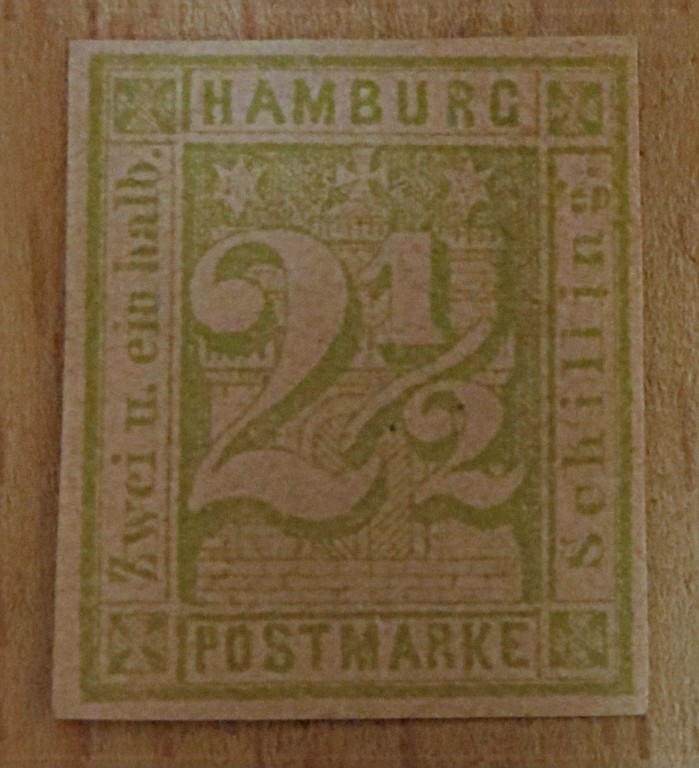 HAMBURG
Zwei u. ein halb.
2 1/2
Schilling
POSTMARKE